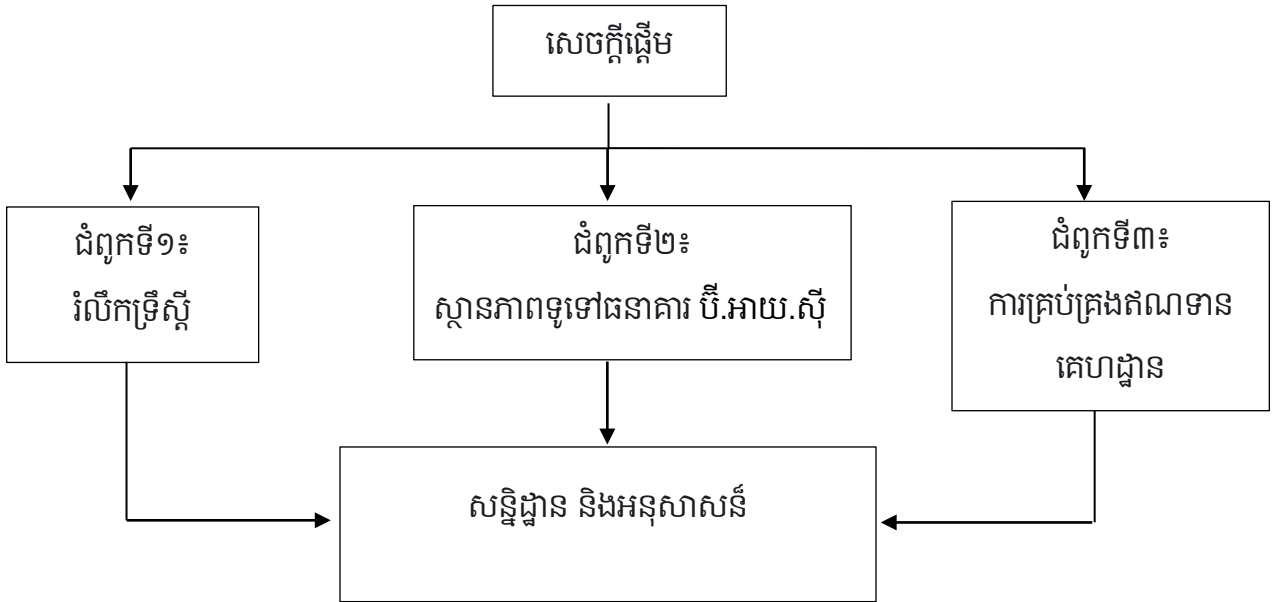 សេចក្តីផ្តើម
ជំពូកទី១៖
រំលឹកទ្រឹស្តី
ជំពូកទី២៖
ស្ថានភាពទូទៅធនាគារ ប៊ី.អាយ.ស៊ី
ជំពូកទី៣៖
ការគ្រប់គ្រងឥណទាន
គេហដ្ឋាន
សន្និដ្ឋាន និងអនុសាសន៏